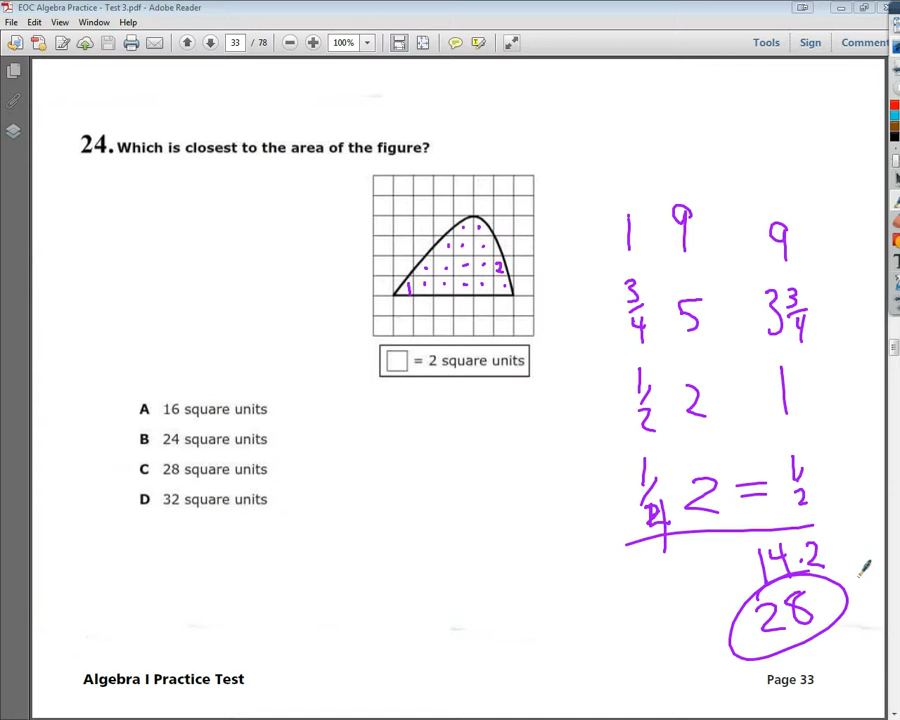 EOC Algebra Practice - Test 3.pdf - Adobe Reader
File Edit View Window Help
33 / 78 100% Tools Sign Comment
24. Which is closest to the area of the figure?
1 2
= 2 square units
A 16 square units
B 24 square units
C 28 square units
D 32 square units
1 9 9
3/4 5 3 3/4
1/2 2 1
1/4 2 = 1/2
14.2
28
Algebra I Practice Test Page 33